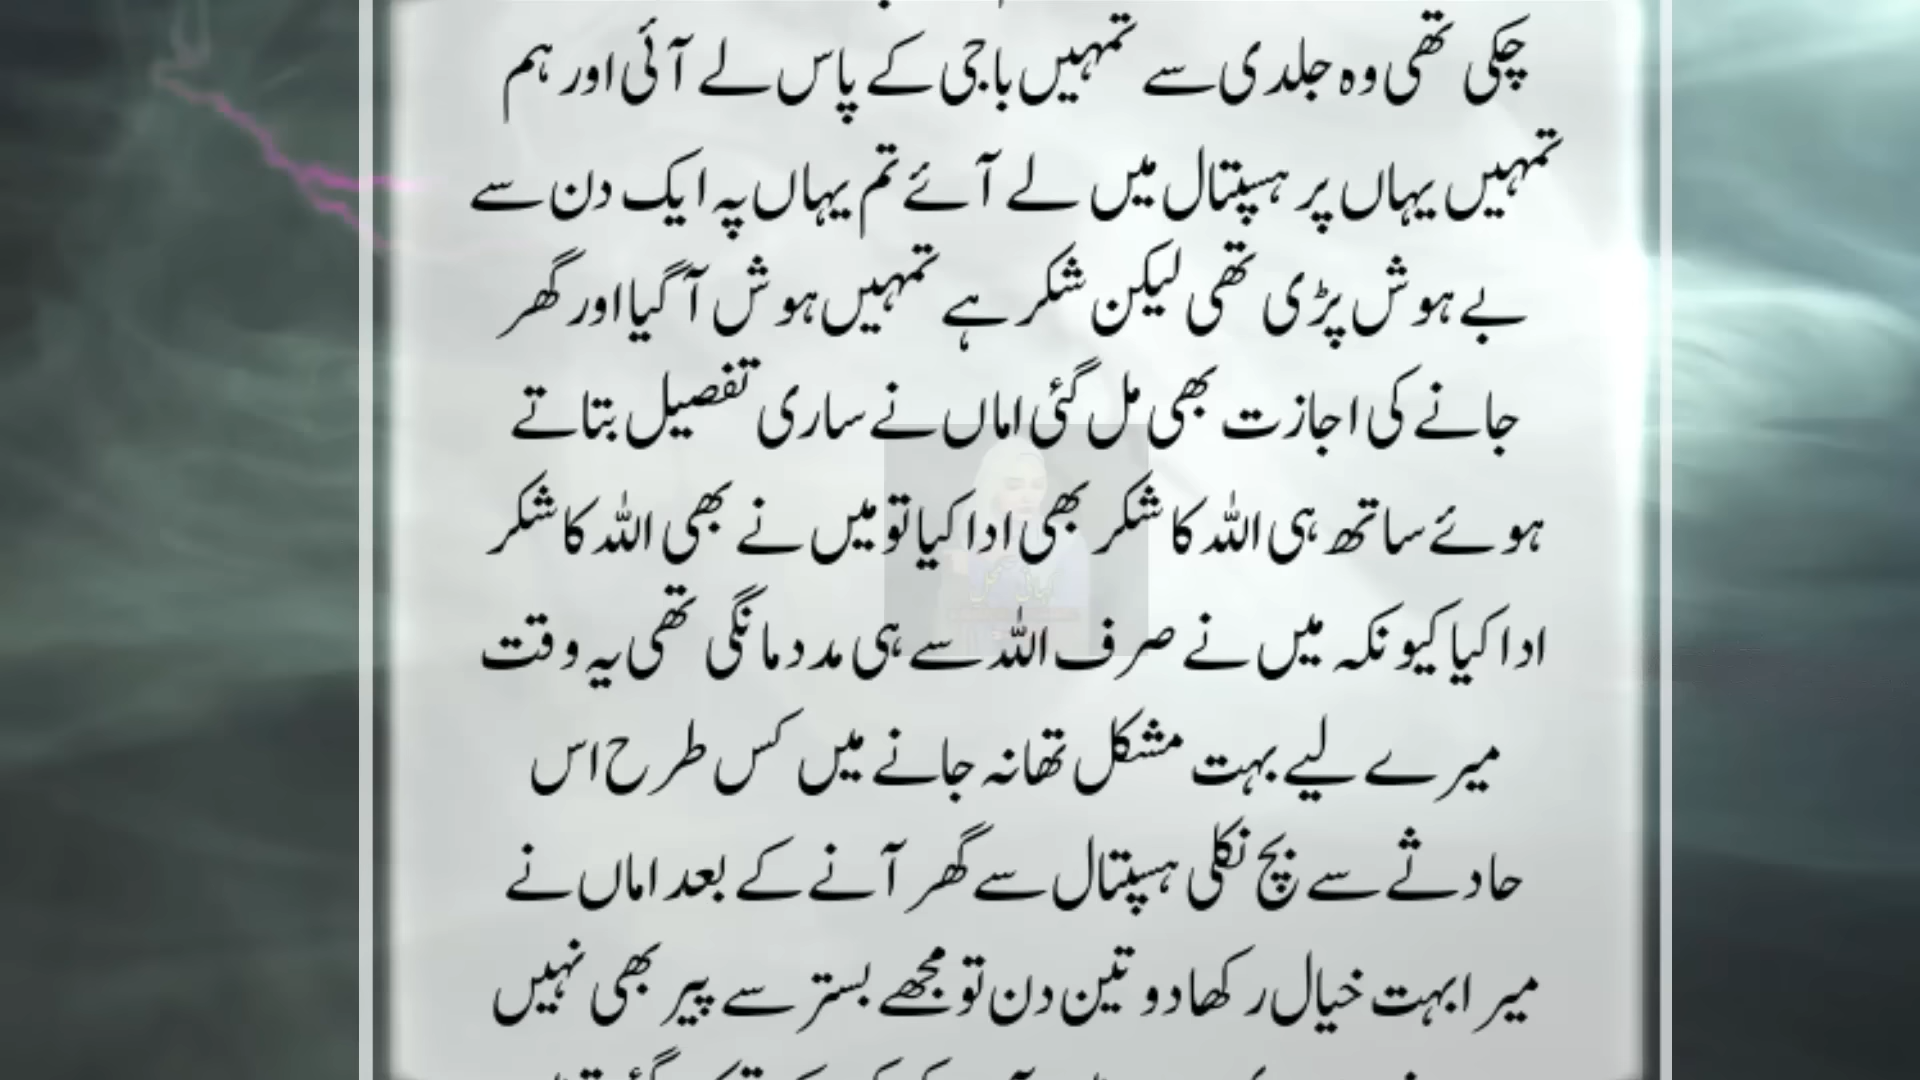 چکی تھی وہ جلدی سے تمہیں باجی کے پاس لے آئی اور ہم
تمہیں یہاں پر ہسپتال میں لے آئے تم یہاں پہ ایک دن سے
بے ہوش پڑی تھی لیکن شکر ہے تمہیں ہوش آگیا اور گھر
جانے کی اجازت بھی مل گئی اماں نے ساری تفصیل بتاتے
ہوئے ساتھ ہی اللہ کا شکر بھی ادا کیا تو میں نے بھی اللہ کا شکر
ادا کیا کیونکہ میں نے صرف اللہ سے ہی مدد مانگی تھی یہ وقت
میرے لیے بہت مشکل تھا نہ جانے میں کس طرح اس
حادثے سے بچ نکلی ہسپتال سے گھر آنے کے بعد اماں نے
میرا بہت خیال رکھا دو تین دن تو مجھے بستر سے پیر بھی نہیں